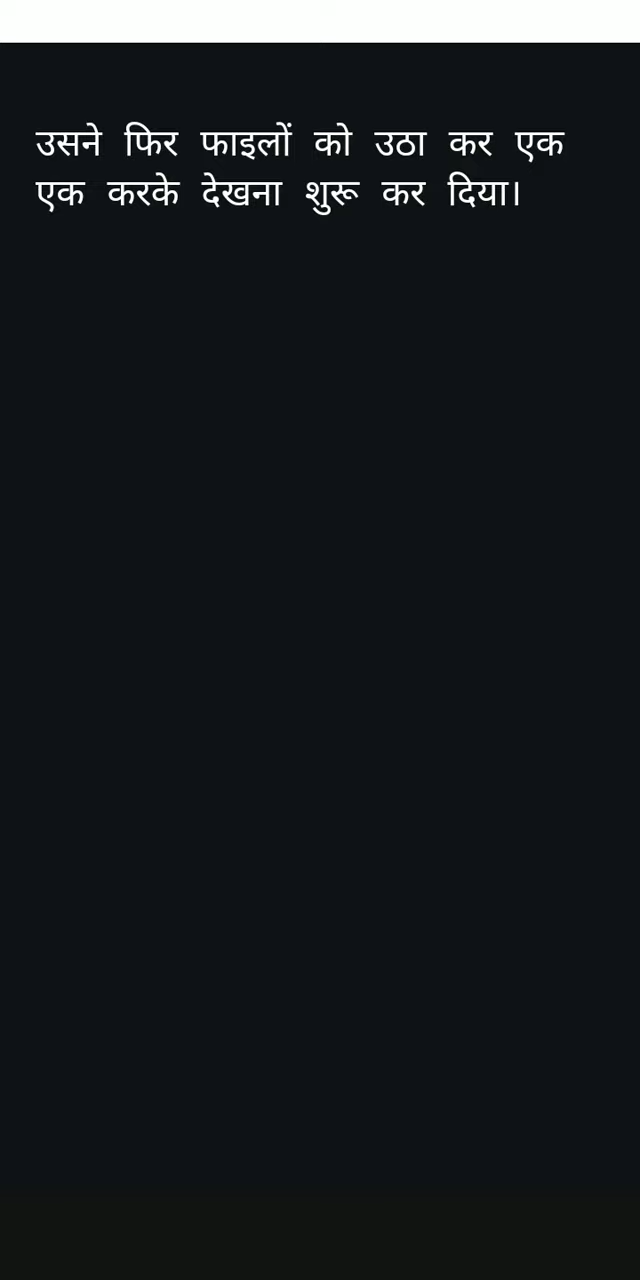 उसने फिर फाइलों को उठा कर एक
एक करके देखना शुरू कर दिया।